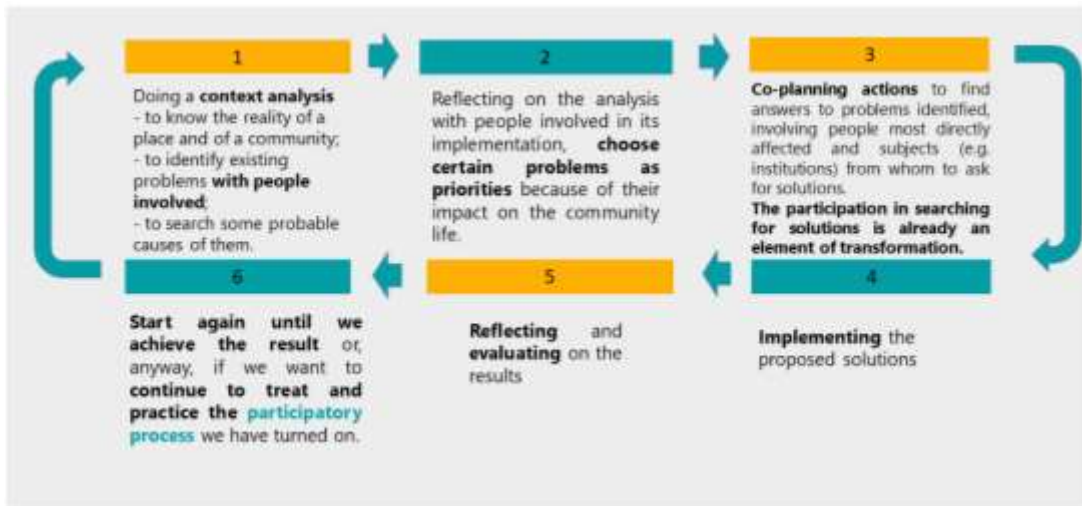 1
Doing a context analysis
- to know the reality of a
place and of a community;
- to identify existing
problems with people
involved;
- to search some probable
causes of them.
2
Reflecting on the analysis
with people involved in its
implementation, choose
certain problems as
priorities because of their
impact on the community
life.
3
Co-planning actions to find
answers to problems identified,
involving people most directly
affected and subjects (e.g.
institutions) from whom to ask
for solutions.
The participation in searching
for solutions is already an
element of transformation.
4
Implementing the
proposed solutions
5
Reflecting and
evaluating on the
results
6
Start again until we
achieve the result or,
anyway, if we want to
continue to treat and
practice the participatory
process we have turned on.